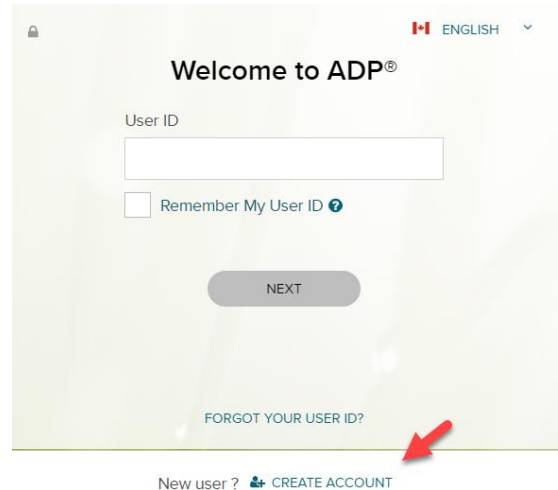 ENGLISH
Welcome to ADP®
User ID
Remember My User ID
NEXT
FORGOT YOUR USER ID?
New user ? CREATE ACCOUNT